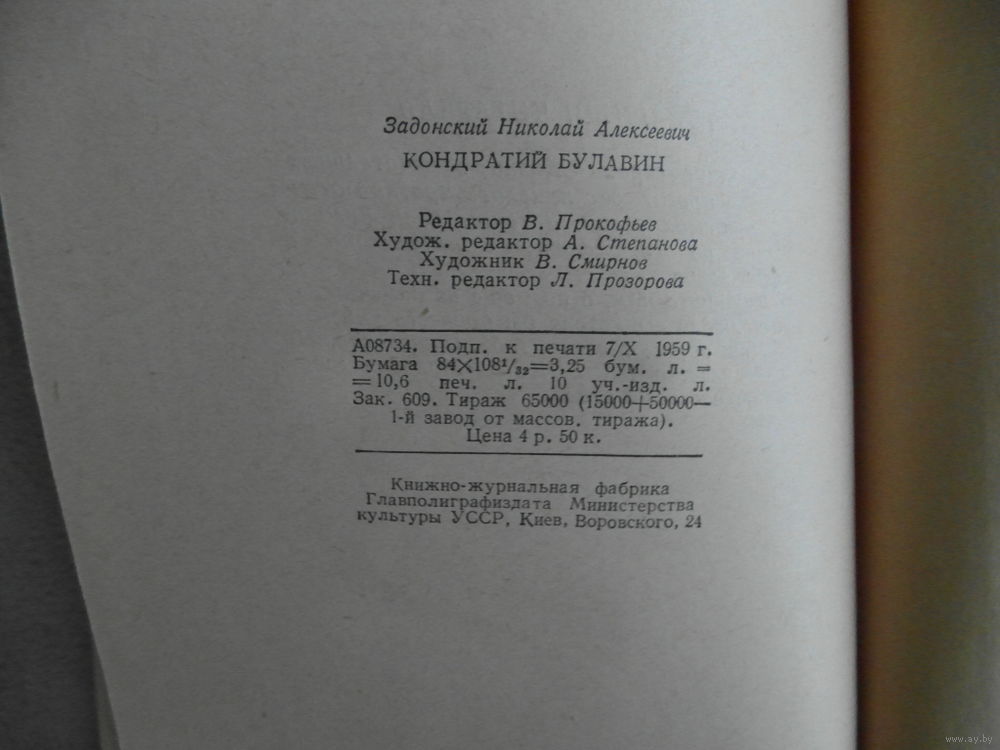 Задонский Николай Алексеевич
КОНДРАТИЙ БУЛАВИН
Редактор В. Прокофьев
Худож. редактор А. Степанова
Художник В. Смирнов
Техн. редактор Л. Прозорова
А08734. Подп. к печати 7/X 1959 г.
Бумага 84×108¹/₃₂=3,25 бум. л. =
=10,6 печ. л. 10 уч.-изд. л.
Зак. 609. Тираж 65000 (15000+50000—
1-й завод от массов. тиража).
Цена 4 р. 50 к.
Книжно-журнальная фабрика
Главполиграфиздата Министерства
культуры УССР, Киев, Воровского, 24
www.ay.by